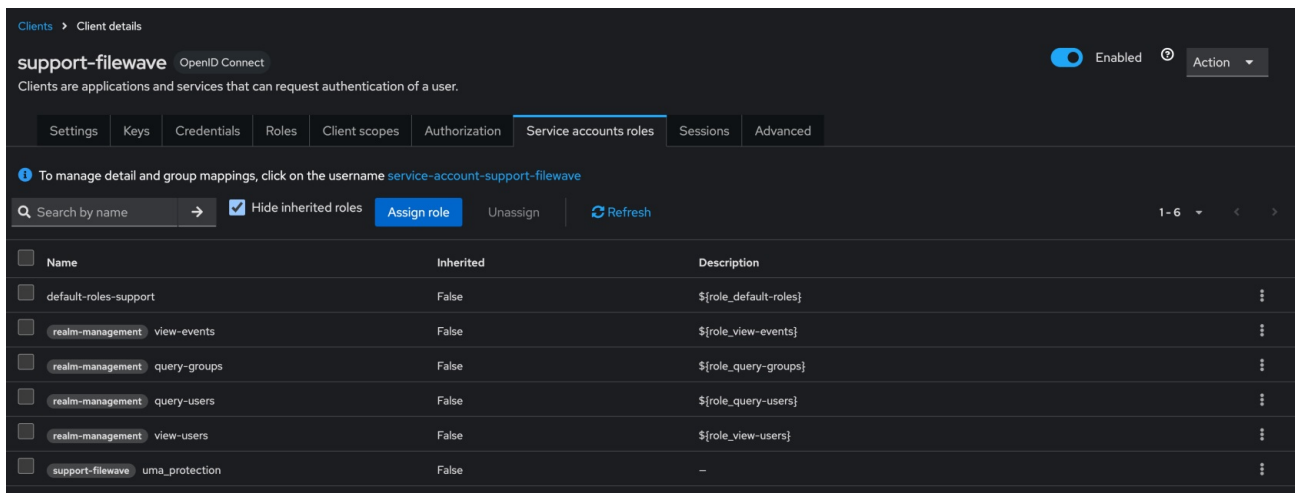 Clients > Client details
support-filewave OpenID Connect
Enabled
Action
Clients are applications and services that can request authentication of a user.
Settings Keys Credentials Roles Client scopes Authorization Service accounts roles Sessions Advanced
To manage detail and group mappings, click on the username service-account-support-filewave
Search by name → Hide inherited roles Assign role Unassign Refresh 1-6
Name Inherited Description
default-roles-support False ${role_default-roles}
realm-management view-events False ${role_view-events}
realm-management query-groups False ${role_query-groups}
realm-management query-users False ${role_query-users}
realm-management view-users False ${role_view-users}
support-filewave uma_protection False –